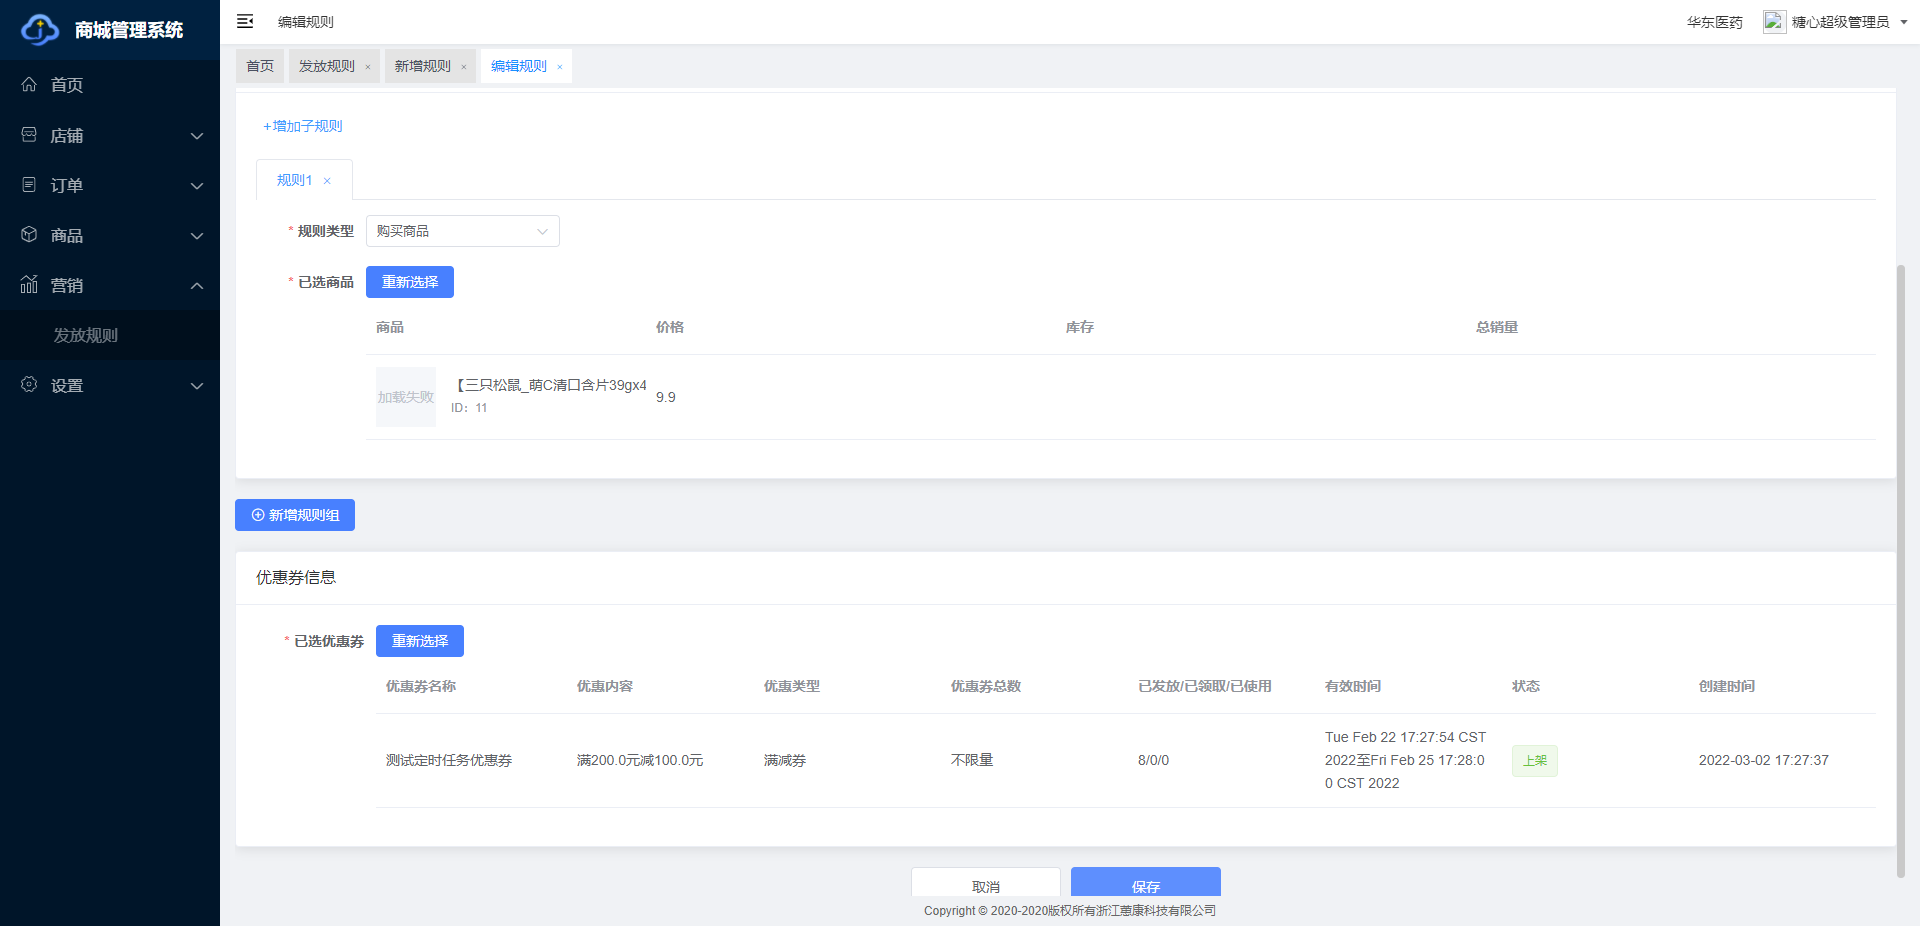 商城管理系统
编辑规则
华东医药
糖心超级管理员
首页
店铺
订单
商品
营销
发放规则
设置
首页
发放规则 ×
新增规则 ×
编辑规则 ×
+增加子规则
规则1 ×
* 规则类型
购买商品
* 已选商品
重新选择
商品 价格 库存 总销量
加载失败
【三只松鼠_萌C清口含片39gx4
ID：11
9.9
新增规则组
优惠券信息
* 已选优惠券
重新选择
优惠券名称 优惠内容 优惠类型 优惠券总数 已发放/已领取/已使用 有效时间 状态 创建时间
测试定时任务优惠券 满200.0元减100.0元 满减券 不限量 8/0/0
Tue Feb 22 17:27:54 CST
2022至Fri Feb 25 17:28:0
0 CST 2022
上架
2022-03-02 17:27:37
取消
保存
Copyright © 2020-2020版权所有浙江蕙康科技有限公司